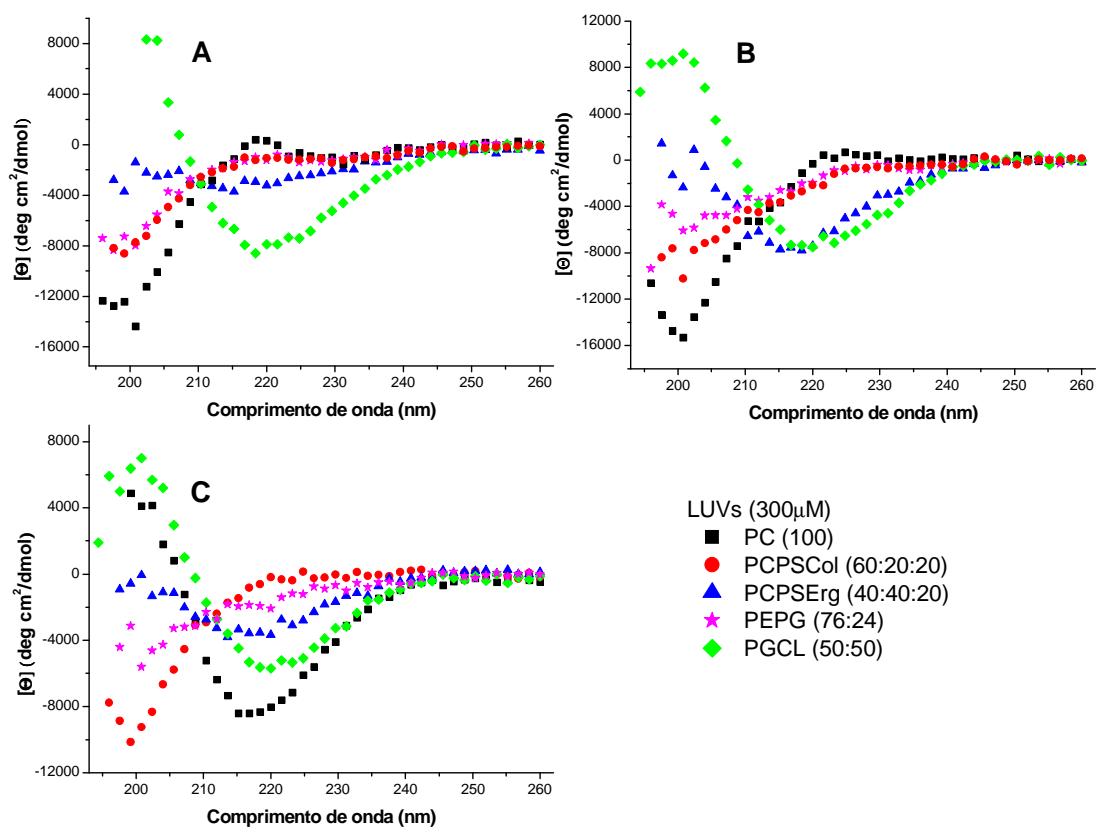 A
[Θ] (deg cm²/dmol)
8000
4000
0
-4000
-8000
-12000
-16000
200 210 220 230 240 250 260
Comprimento de onda (nm)
B
[Θ] (deg cm²/dmol)
12000
8000
4000
0
-4000
-8000
-12000
-16000
200 210 220 230 240 250 260
Comprimento de onda (nm)
C
[Θ] (deg cm²/dmol)
8000
4000
0
-4000
-8000
-12000
200 210 220 230 240 250 260
Comprimento de onda (nm)
LUVs (300μM)
PC (100)
PCPSCol (60:20:20)
PCPSErg (40:40:20)
PEPG (76:24)
PGCL (50:50)